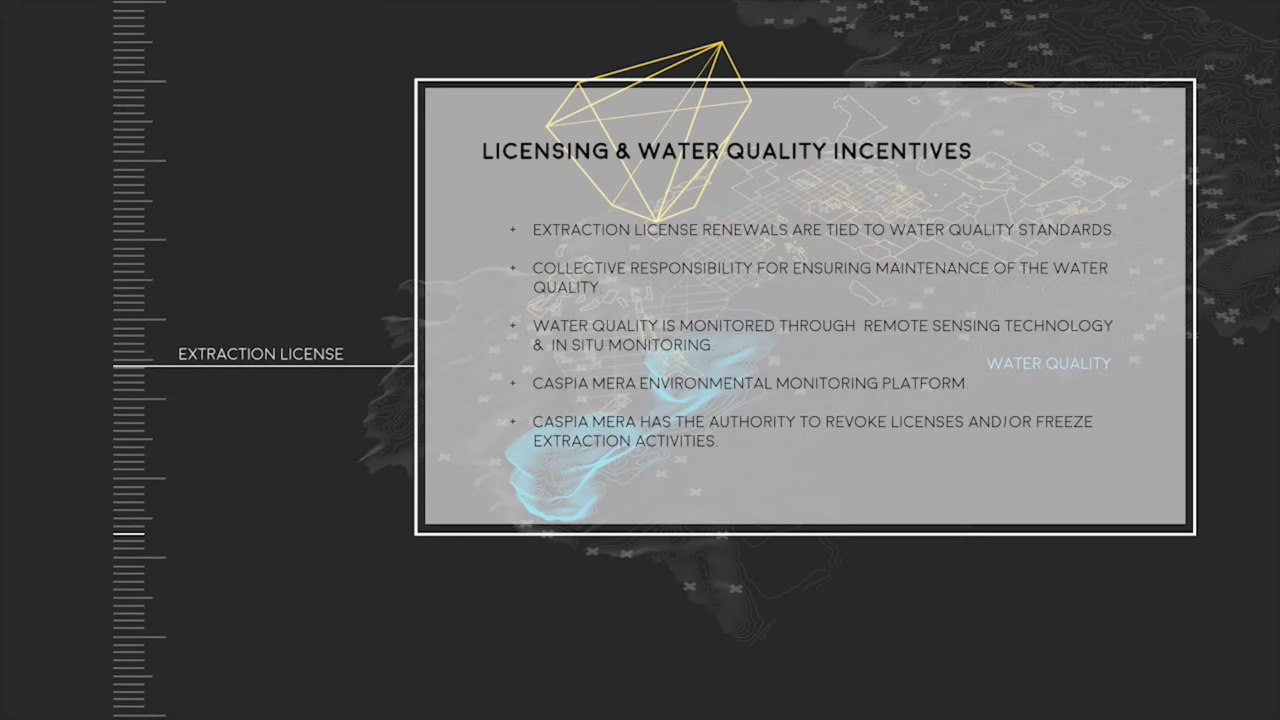 LICENSING & WATER QUALITY INCENTIVES
+ EXTRACTION LICENSE RENEWALS ARE TIED TO WATER QUALITY STANDARDS.
+ COLLECTIVE RESPONSIBILITY FOR ENSURING MAINTENANCE OF THE WATER
QUALITY.
+ WATER QUALITY IS MONITORED THROUGH REMOTE SENSING TECHNOLOGY
& IN SITU MONITORING.
EXTRACTION LICENSE
WATER QUALITY
+ CASPIA MERA ENVIRONMENTAL MONITORING PLATFORM.
+ CASPIA MERA HAS THE AUTHORITY TO REVOKE LICENSES AND/OR FREEZE
EXTRACTION ACTIVITIES.